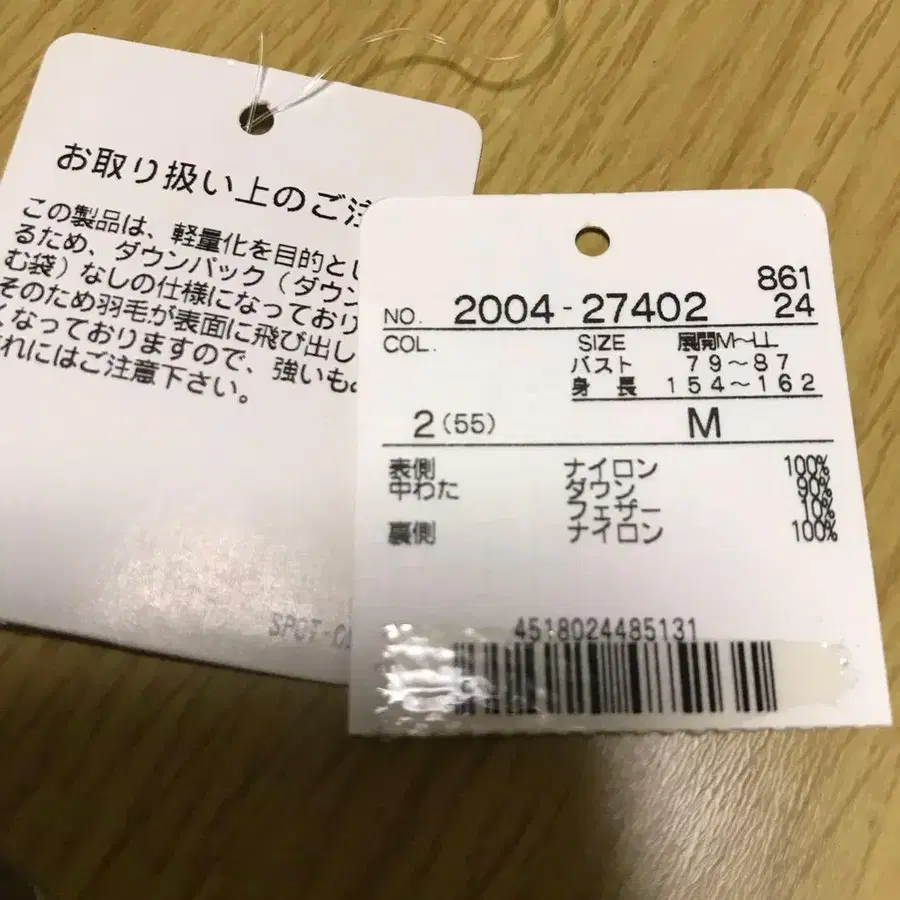 お取り扱い上のご注
この製品は、軽量化を目的とし
るため、ダウンパック（ダウン
む袋）なしの仕様になっており
そのため羽毛が表面に飛び出し
くなっておりますので、強いも
れにはご注意下さい。
SPOT-
861
NO. 2004-27402 24
COL. SIZE 展開M〜LL
バスト 79〜87
身 長 154〜162
2(55) M
表側 ナイロン 100%
中わた ダウン 90%
フェザー 10%
裏側 ナイロン 100%
4518024485131